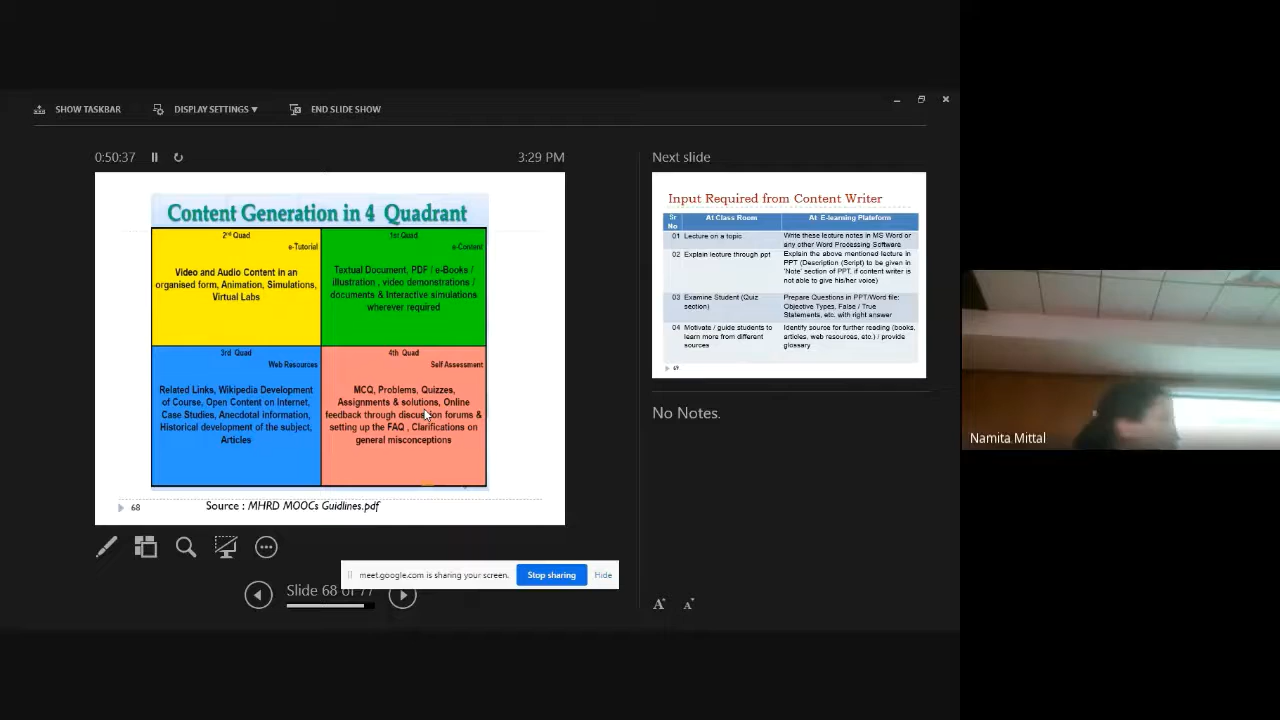 SHOW TASKBAR
DISPLAY SETTINGS ▾
END SLIDE SHOW
0:50:37
3:29 PM
Content Generation in 4 Quadrant
2nd Quad
e-Tutorial
Video and Audio Content in an
organised form, Animation, Simulations,
Virtual Labs
1st Quad
e-Content
Textual Document, PDF / e-Books /
illustration , video demonstrations /
documents & Interactive simulations
wherever required
3rd Quad
Web Resources
Related Links, Wikipedia Development
of Course, Open Content on Internet,
Case Studies, Anecdotal information,
Historical development of the subject,
Articles
4th Quad
Self Assessment
MCQ, Problems, Quizzes,
Assignments & solutions, Online
feedback through discussion forums &
setting up the FAQ , Clarifications on
general misconceptions
68
Source : MHRD MOOCs Guidlines.pdf
meet.google.com is sharing your screen.
Stop sharing
Hide
Slide 68 of 77
Next slide
Input Required from Content Writer
Sr
No
At Class Room
At E-learning Plateform
01 Lecture on a topic
Write these lecture notes in MS Word or
any other Word Processing Software
02 Explain lecture through ppt
Explain the above mentioned lecture in
PPT (Description (Script) to be given in
'Note' section of PPT, if content writer is
not able to give his/her voice)
03 Examine Student (Quiz
section)
Prepare Questions in PPT/Word file:
Objective Types, False / True
Statements, etc. with right answer
04 Motivate / guide students to
learn more from different
sources
Identify source for further reading (books,
articles, web resources, etc.) / provide
glossary
69
No Notes.
A A
Namita Mittal